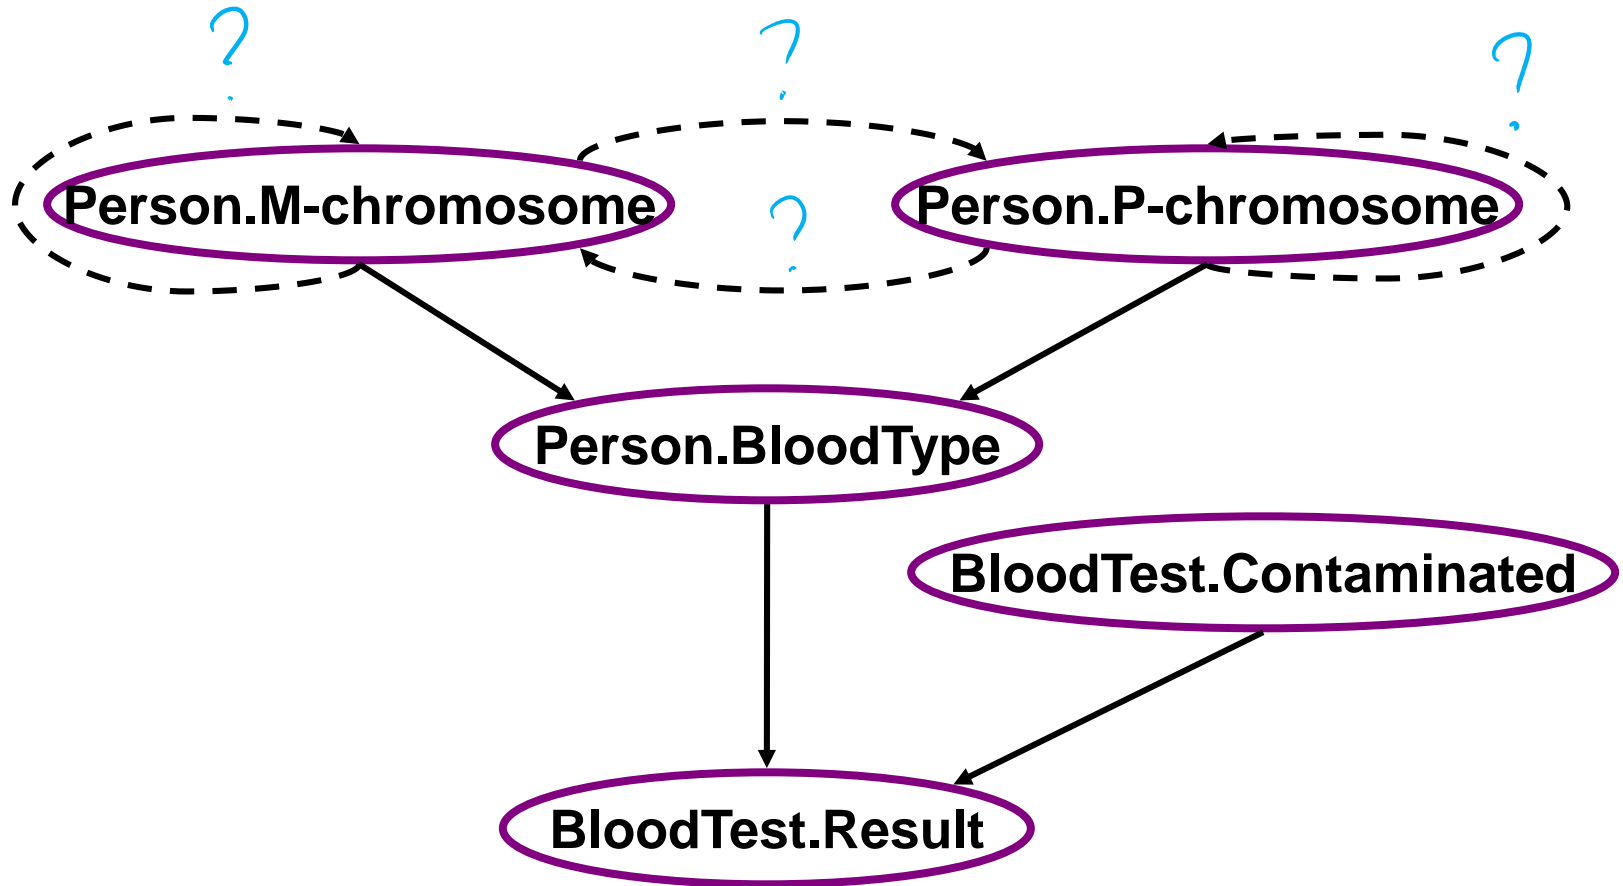 ? ? ?
Person.M-chromosome Person.P-chromosome
?
Person.BloodType
BloodTest.Contaminated
BloodTest.Result